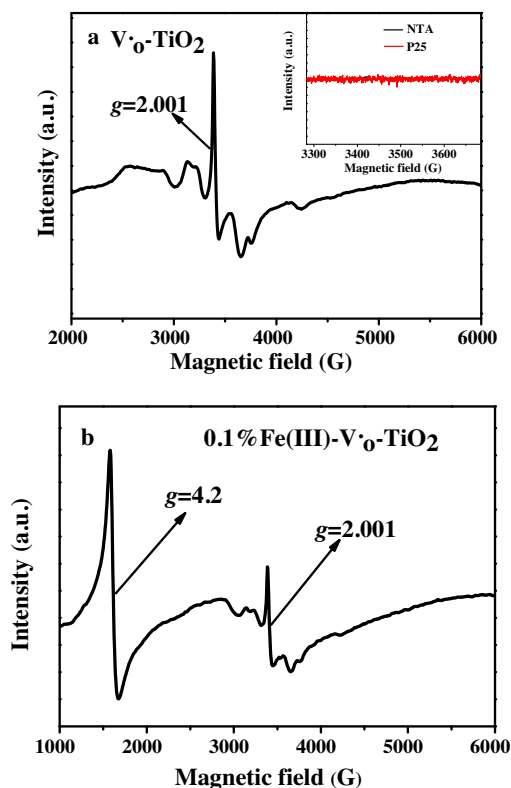 a V·o-TiO2
NTA
P25
g=2.001
Intensity (a.u.)
3300 3400 3500 3600
Magnetic field (G)
Intensity (a.u.)
2000 3000 4000 5000 6000
Magnetic field (G)
b 0.1%Fe(III)-V·o-TiO2
g=4.2
g=2.001
Intensity (a.u.)
1000 2000 3000 4000 5000 6000
Magnetic field (G)